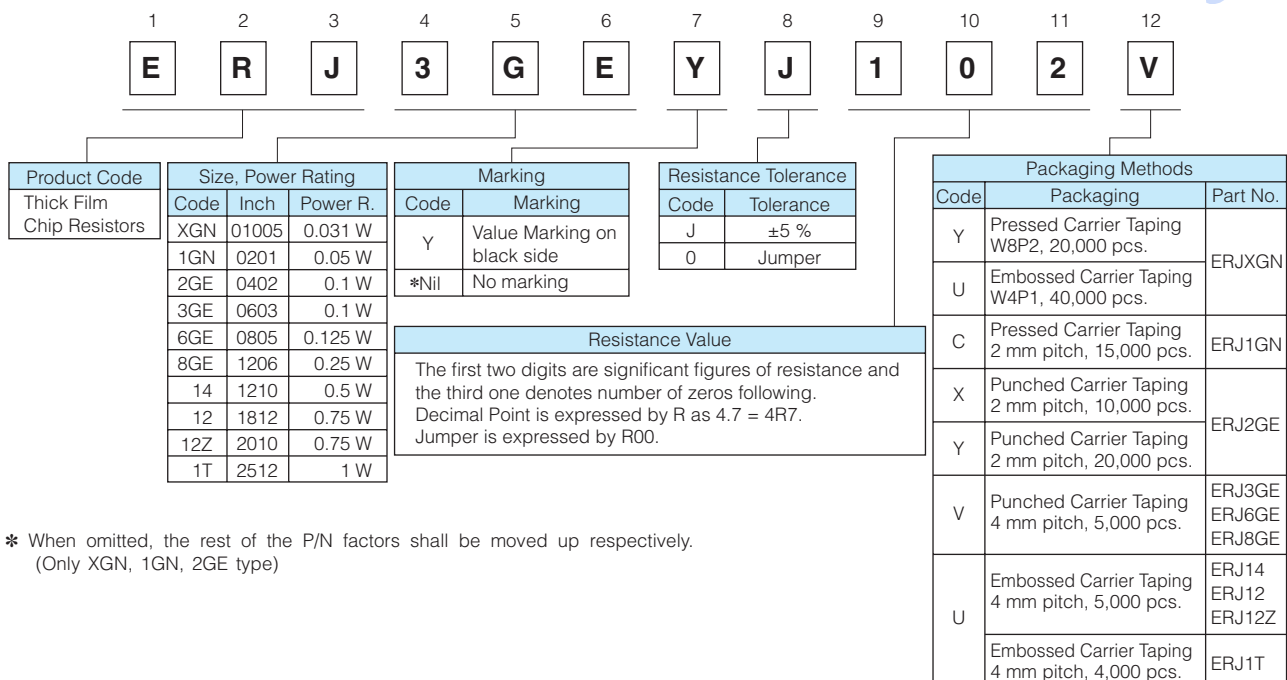 1 2 3 4 5 6 7 8 9 10 11 12
E R J 3 G E Y J 1 0 2 V
Product Code
Thick Film
Chip Resistors
Size, Power Rating
Code Inch Power R.
XGN 01005 0.031 W
1GN 0201 0.05 W
2GE 0402 0.1 W
3GE 0603 0.1 W
6GE 0805 0.125 W
8GE 1206 0.25 W
14 1210 0.5 W
12 1812 0.75 W
12Z 2010 0.75 W
1T 2512 1 W
Marking
Code Marking
Y Value Marking on
black side
✱Nil No marking
Resistance Tolerance
Code Tolerance
J ±5 %
0 Jumper
Resistance Value
The first two digits are significant figures of resistance and
the third one denotes number of zeros following.
Decimal Point is expressed by R as 4.7 = 4R7.
Jumper is expressed by R00.
Packaging Methods
Code Packaging Part No.
Y Pressed Carrier Taping
W8P2, 20,000 pcs.
ERJXGN
U Embossed Carrier Taping
W4P1, 40,000 pcs.
C Pressed Carrier Taping
2 mm pitch, 15,000 pcs.
ERJ1GN
X Punched Carrier Taping
2 mm pitch, 10,000 pcs.
ERJ2GE
Y Punched Carrier Taping
2 mm pitch, 20,000 pcs.
V Punched Carrier Taping
4 mm pitch, 5,000 pcs.
ERJ3GE
ERJ6GE
ERJ8GE
U Embossed Carrier Taping
4 mm pitch, 5,000 pcs.
ERJ14
ERJ12
ERJ12Z
Embossed Carrier Taping
4 mm pitch, 4,000 pcs.
ERJ1T
✱ When omitted, the rest of the P/N factors shall be moved up respectively.
(Only XGN, 1GN, 2GE type)